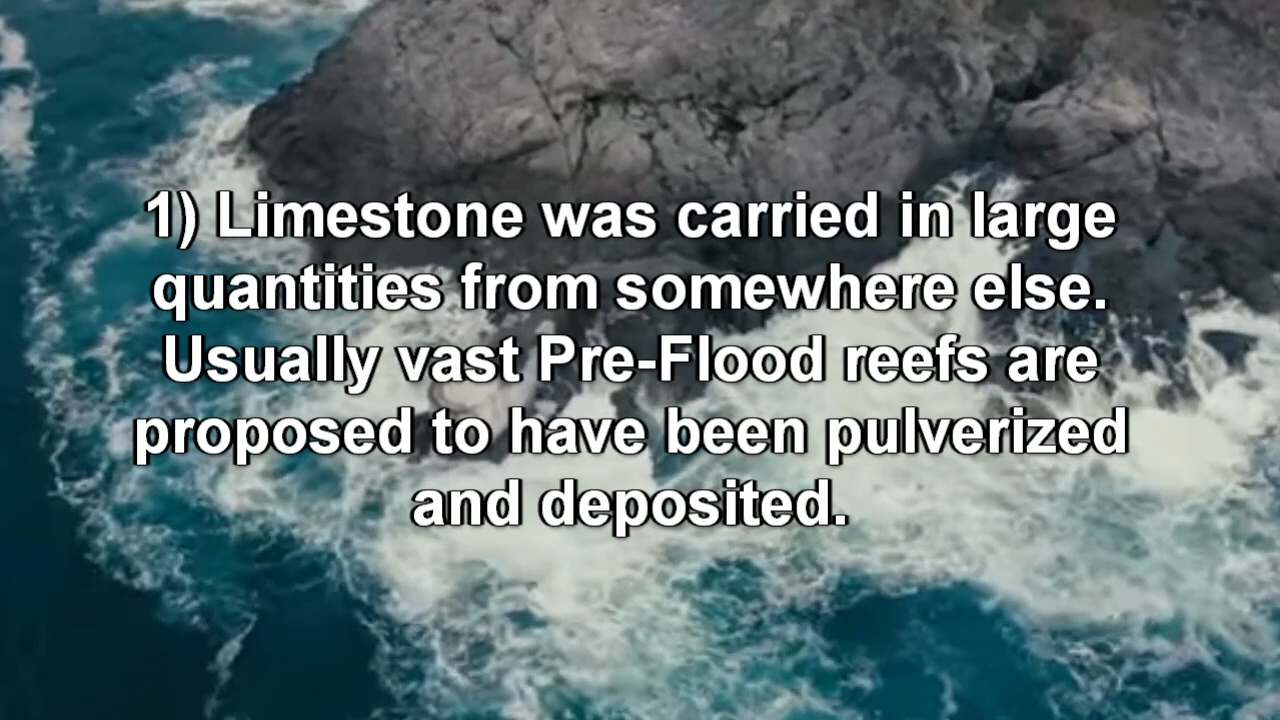 1) Limestone was carried in large
quantities from somewhere else.
Usually vast Pre-Flood reefs are
proposed to have been pulverized
and deposited.